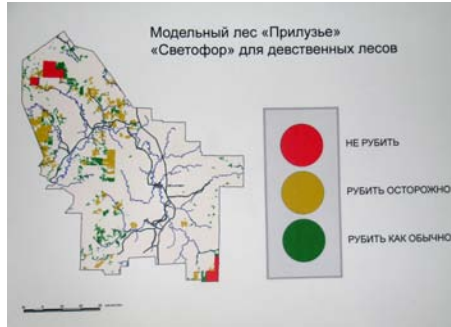 Модельный лес «Прилузье»
«Светофор» для девственных лесов
НЕ РУБИТЬ
РУБИТЬ ОСТОРОЖНО
РУБИТЬ КАК ОБЫЧНО